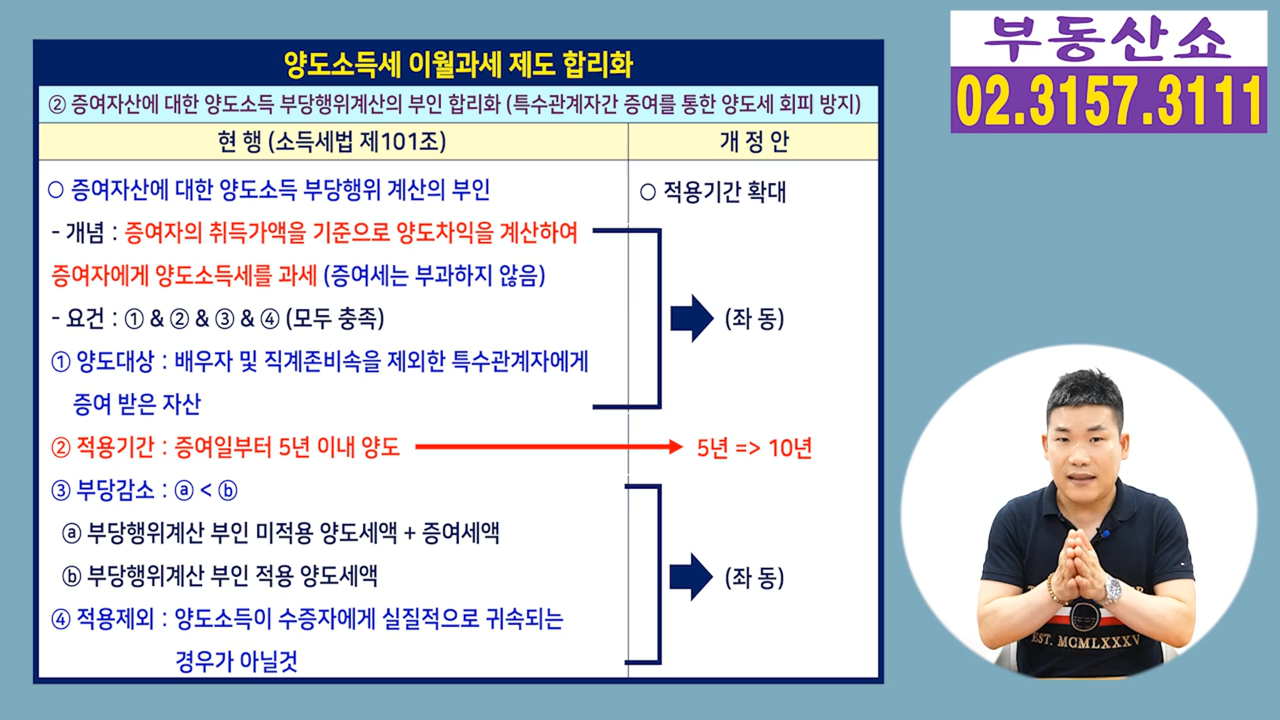 부동산쇼
02.3157.3111
양도소득세 이월과세 제도 합리화
② 증여자산에 대한 양도소득 부당행위계산의 부인 합리화 (특수관계자간 증여를 통한 양도세 회피 방지)
현 행 (소득세법 제101조)
개 정 안
○ 증여자산에 대한 양도소득 부당행위 계산의 부인
○ 적용기간 확대
- 개념 : 증여자의 취득가액을 기준으로 양도차익을 계산하여
증여자에게 양도소득세를 과세 (증여세는 부과하지 않음)
- 요건 : ① & ② & ③ & ④ (모두 충족)
(좌 동)
① 양도대상 : 배우자 및 직계존비속을 제외한 특수관계자에게
증여 받은 자산
② 적용기간 : 증여일부터 5년 이내 양도
5년 => 10년
③ 부당감소 : ⓐ < ⓑ
ⓐ 부당행위계산 부인 미적용 양도세액 + 증여세액
ⓑ 부당행위계산 부인 적용 양도세액
(좌 동)
④ 적용제외 : 양도소득이 수증자에게 실질적으로 귀속되는
경우가 아닐것
EST. MCMLXXXV